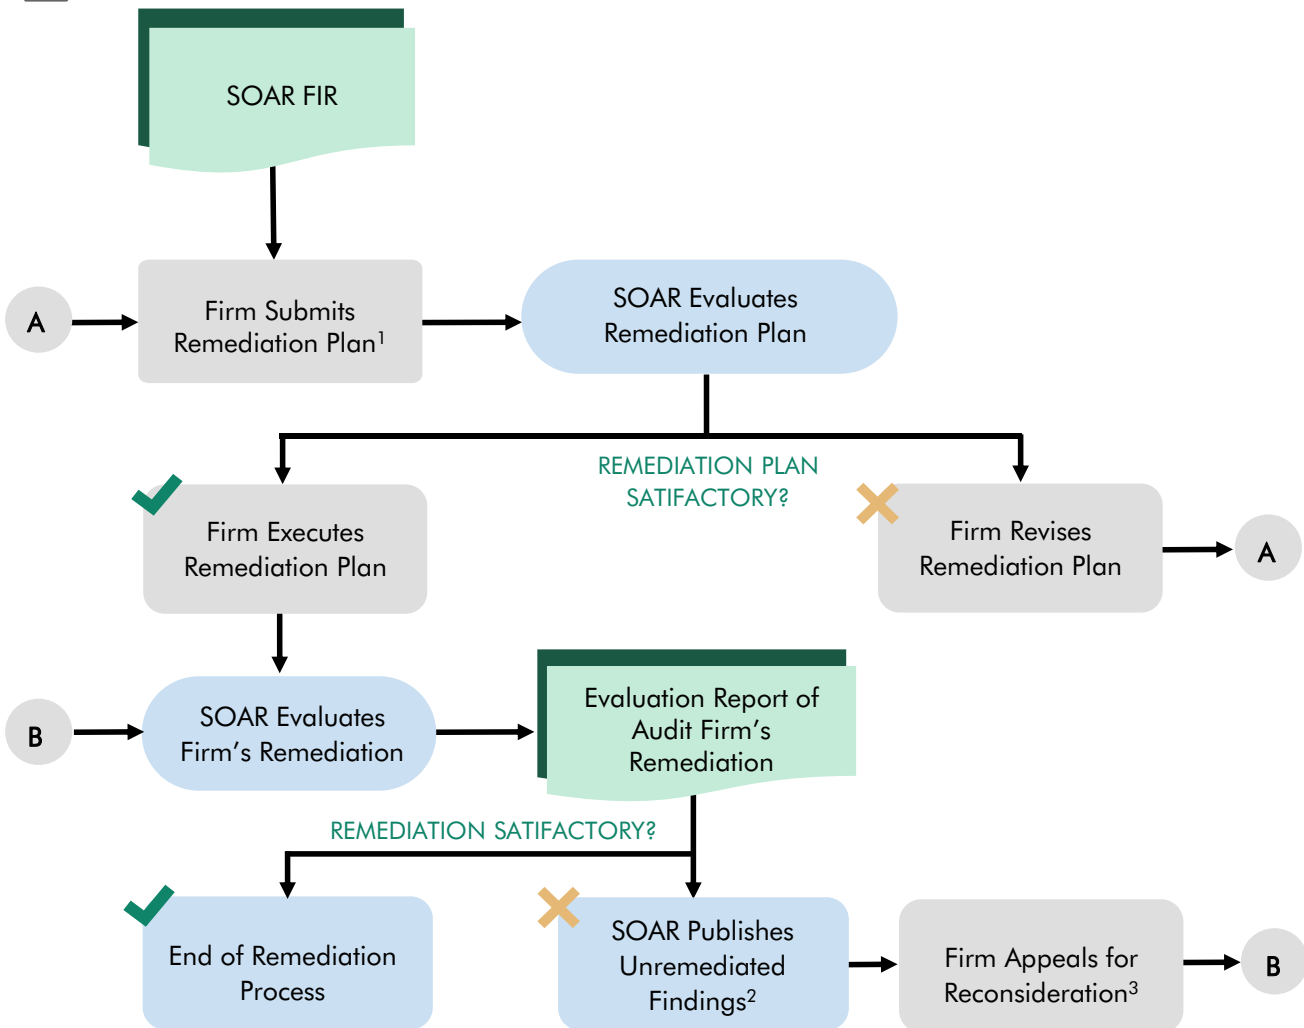 SOAR FIR
A
Firm Submits
Remediation Plan¹
SOAR Evaluates
Remediation Plan
REMEDIATION PLAN
SATIFACTORY?
Firm Executes
Remediation Plan
Firm Revises
Remediation Plan
A
B
SOAR Evaluates
Firm’s Remediation
Evaluation Report of
Audit Firm’s
Remediation
REMEDIATION SATIFACTORY?
End of Remediation
Process
SOAR Publishes
Unremediated
Findings²
Firm Appeals for
Reconsideration³
B